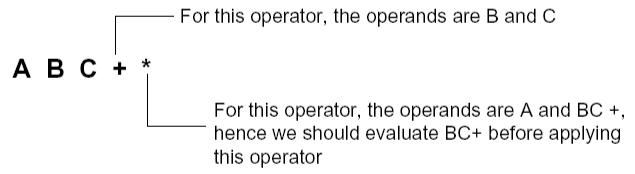 For this operator, the operands are B and C
A B C + *
For this operator, the operands are A and BC +,
hence we should evaluate BC+ before applying
this operator